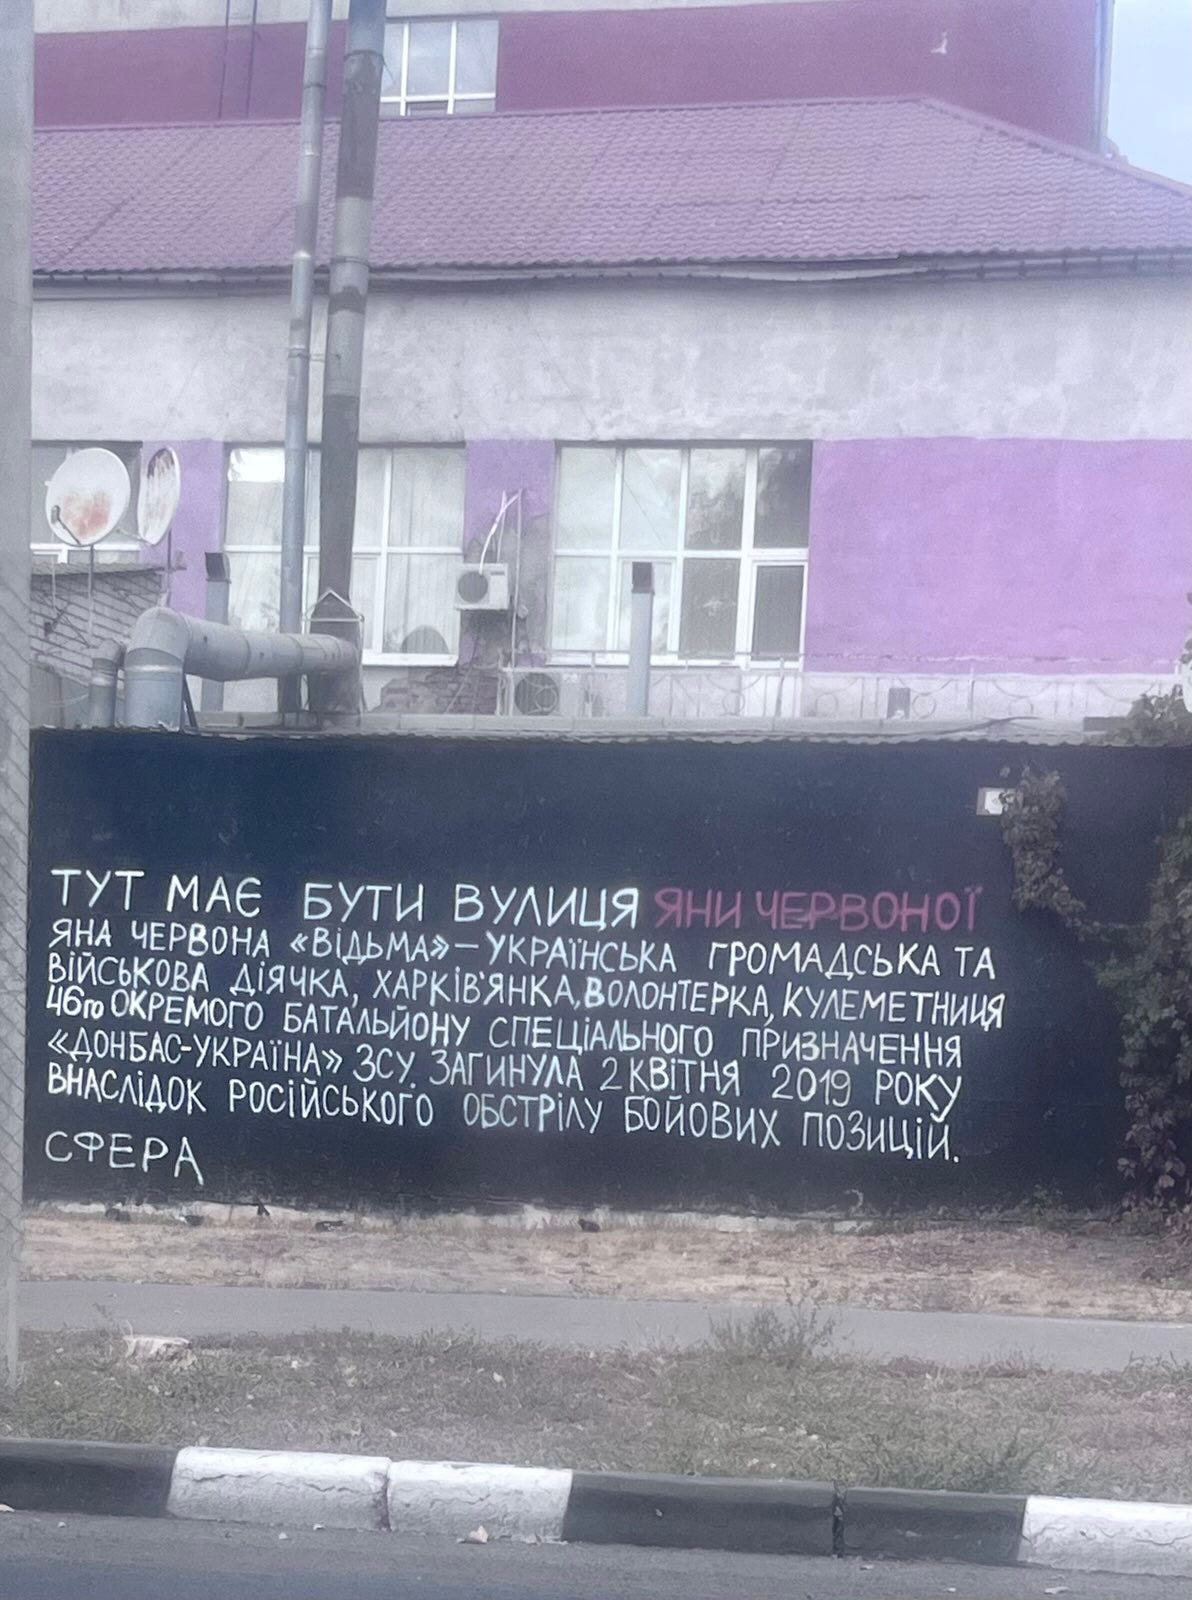 ТУТ МАЄ БУТИ ВУЛИЦЯ ЯНИ ЧЕРВОНОЇ
ЯНА ЧЕРВОНА «ВІДЬМА» – УКРАЇНСЬКА ГРОМАДСЬКА ТА
ВІЙСЬКОВА ДІЯЧКА, ХАРКІВ'ЯНКА, ВОЛОНТЕРКА, КУЛЕМЕТНИЦЯ
46го ОКРЕМОГО БАТАЛЬЙОНУ СПЕЦІАЛЬНОГО ПРИЗНАЧЕННЯ
«ДОНБАС-УКРАЇНА» ЗСУ. ЗАГИНУЛА 2 КВІТНЯ 2019 РОКУ
ВНАСЛІДОК РОСІЙСЬКОГО ОБСТРІЛУ БОЙОВИХ ПОЗИЦІЙ.
СФЕРА